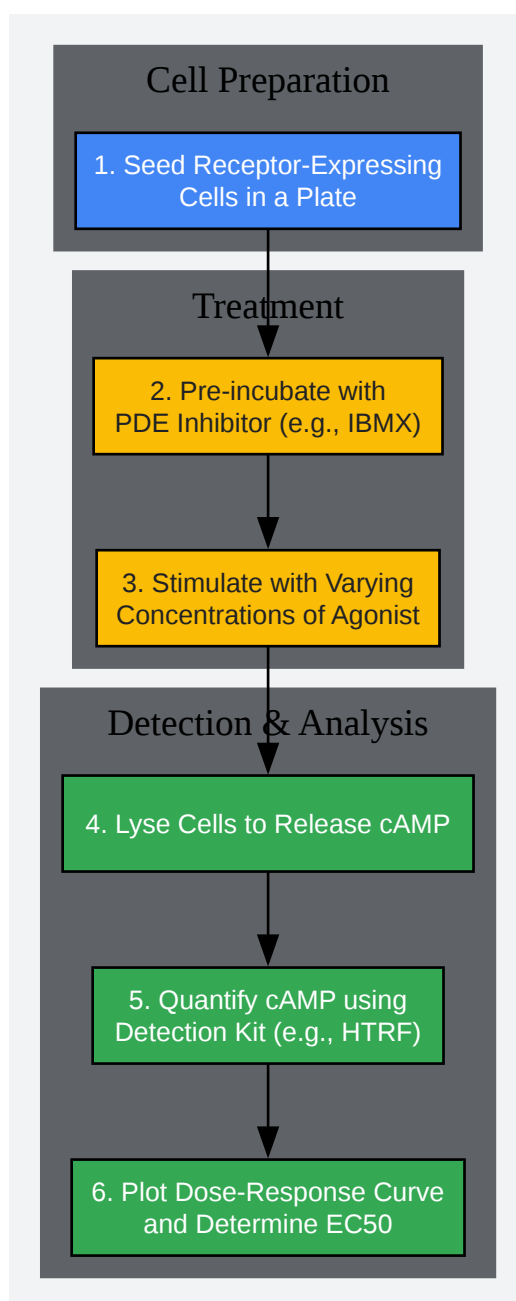 Cell Preparation
1. Seed Receptor-Expressing
Cells in a Plate
Treatment
2. Pre-incubate with
PDE Inhibitor (e.g., IBMX)
3. Stimulate with Varying
Concentrations of Agonist
Detection & Analysis
4. Lyse Cells to Release cAMP
5. Quantify cAMP using
Detection Kit (e.g., HTRF)
6. Plot Dose-Response Curve
and Determine EC50